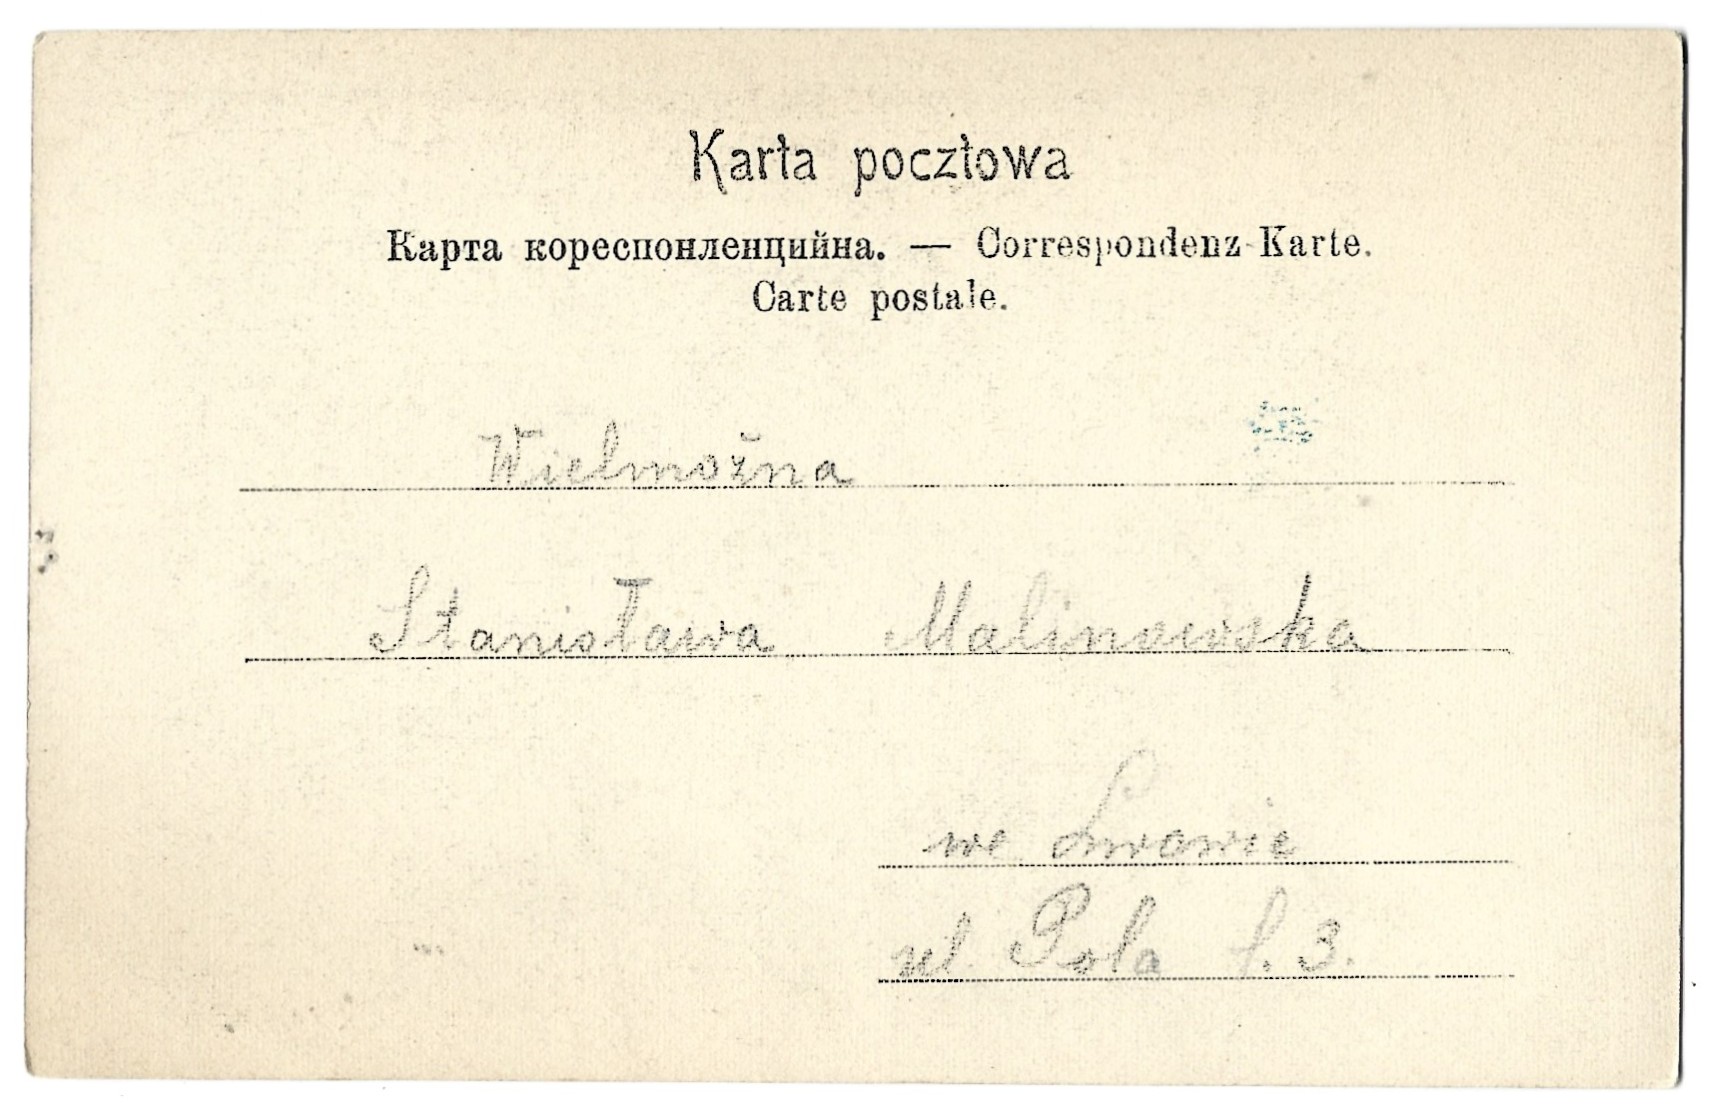 Karta pocztowa
Карта кореспонленцийна. — Correspondenz-Karte.
Carte postale.
Wielmożna
Stanisława Malinowska
we Lwowie
ul Pola l. 3.